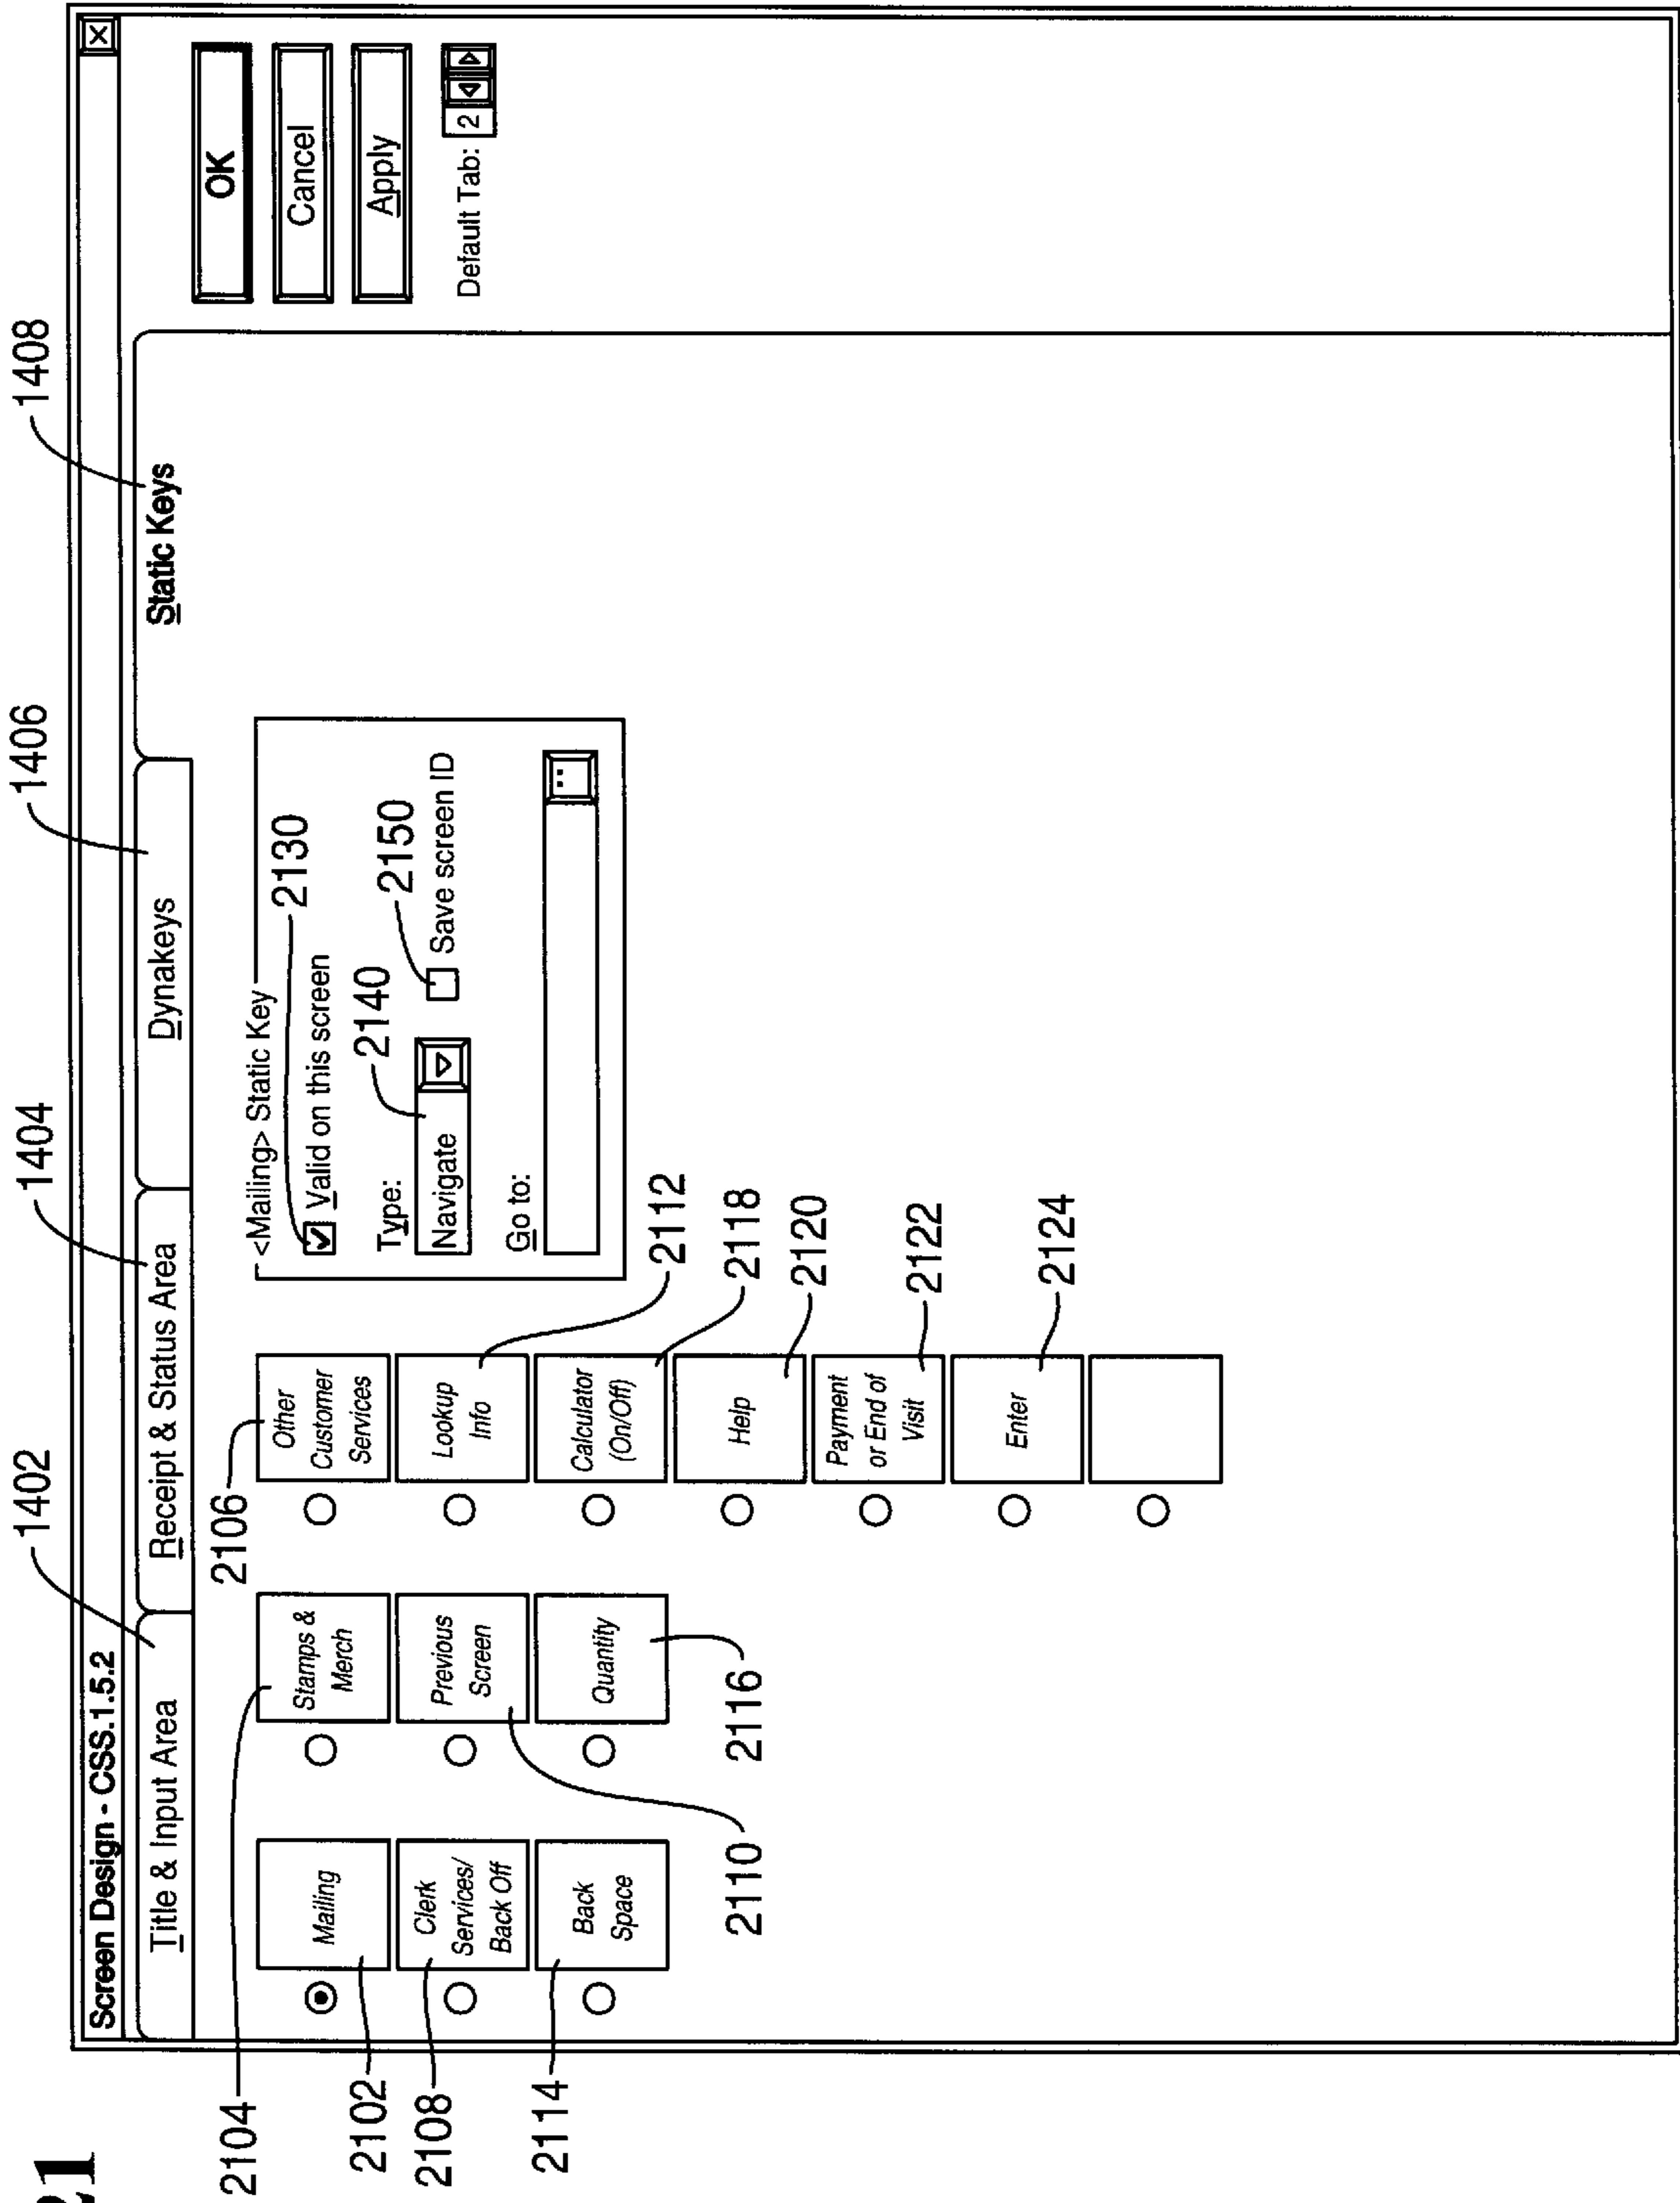 21
1402
1404
1406
1408
Screen Design - CSS.1.5.2
X
Title & Input Area
Receipt & Status Area
Dynakeys
Static Keys
OK
Cancel
Apply
Default Tab: 2
2104
2102
2108
2114
Mailing
Clerk
Services/
Back Off
Back
Space
Stamps &
Merch
Previous
Screen
Quantity
2110
2116
2106
Other
Customer
Services
Lookup
Info
Calculator
(On/Off)
Help
Payment
or End of
Visit
Enter
2112
2118
2120
2122
2124
<Mailing> Static Key
2130
Valid on this screen
Type:
2140
Navigate
2150
Save screen ID
Go to: